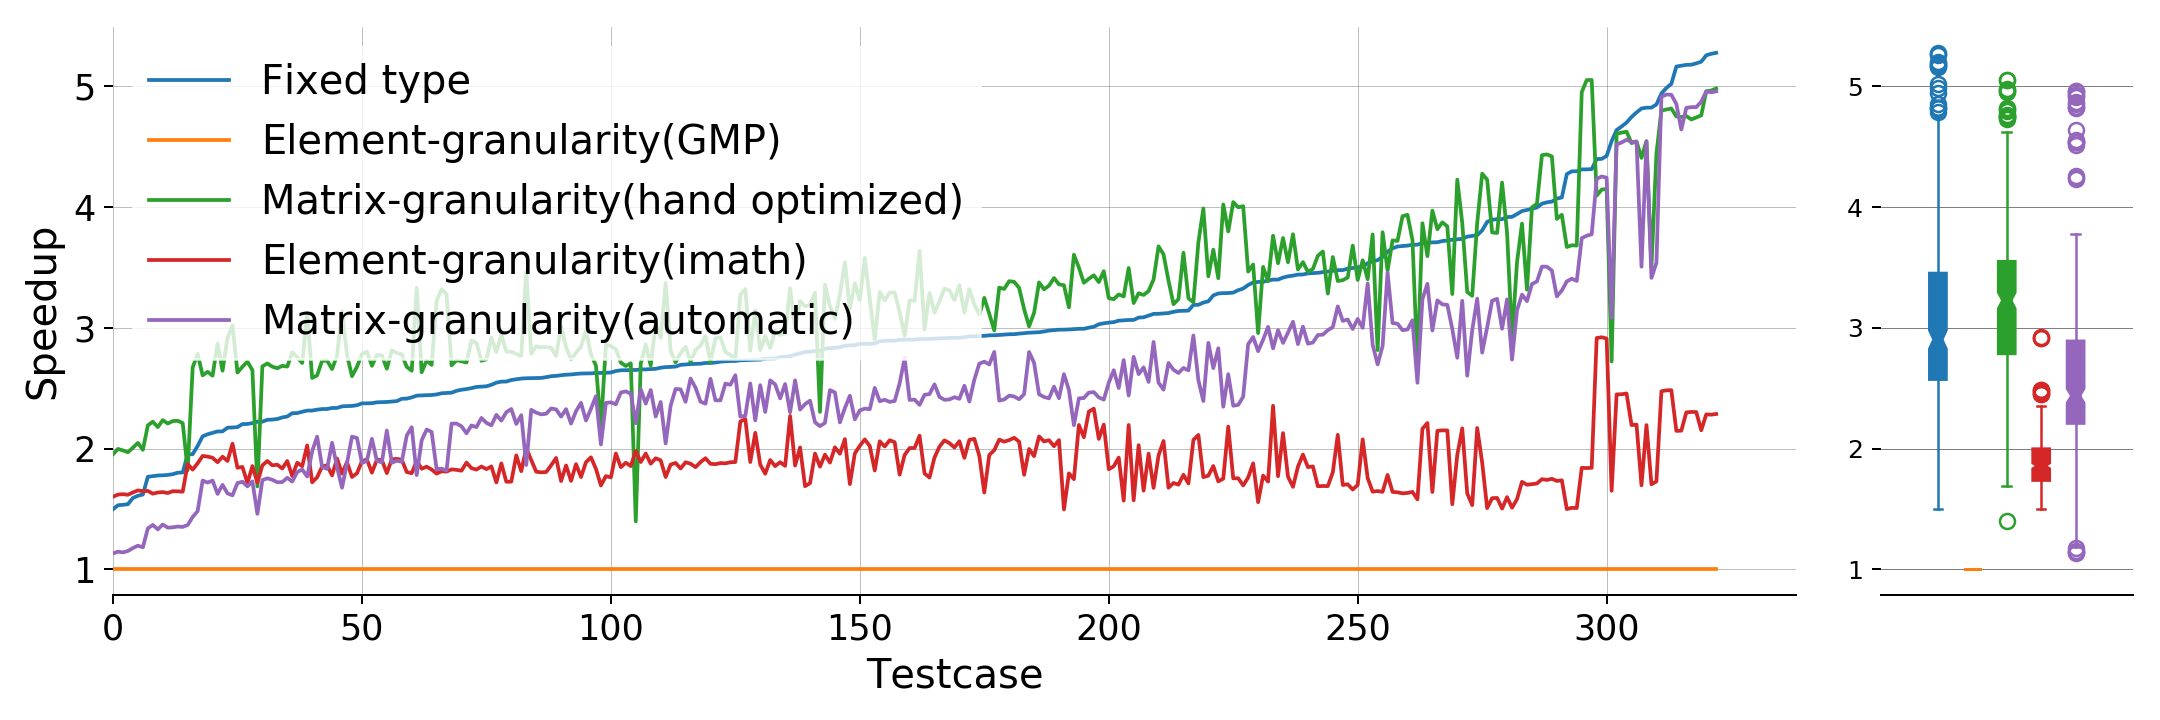 Speedup
5
4
3
2
1
Fixed type
Element-granularity(GMP)
Matrix-granularity(hand optimized)
Element-granularity(imath)
Matrix-granularity(automatic)
0 50 100 150 200 250 300
Testcase
5
4
3
2
1